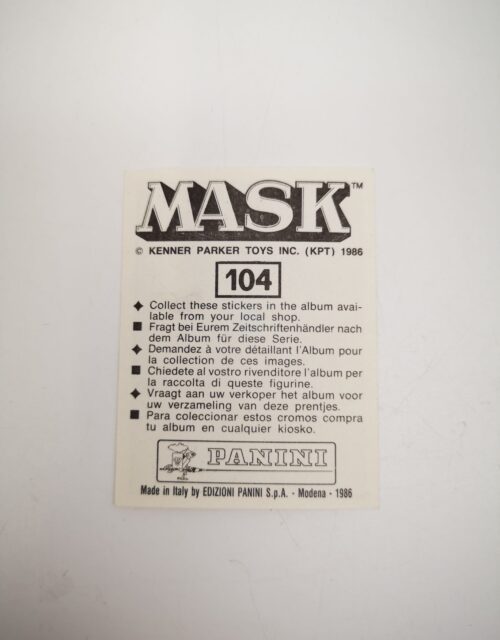 MASK™
© KENNER PARKER TOYS INC. (KPT) 1986
104
◆ Collect these stickers in the album avai-
lable from your local shop.
■ Fragt bei Eurem Zeitschriftenhändler nach
dem Album für diese Serie.
◆ Demandez à votre détaillant l'Album pour
la collection de ces images.
■ Chiedete al vostro rivenditore l'album per
la raccolta di queste figurine.
◆ Vraagt aan uw verkoper het album voor
uw verzameling van deze prentjes.
■ Para coleccionar estos cromos compra
tu album en cualquier kiosko.
PANINI
Made in Italy by EDIZIONI PANINI S.p.A. - Modena - 1986